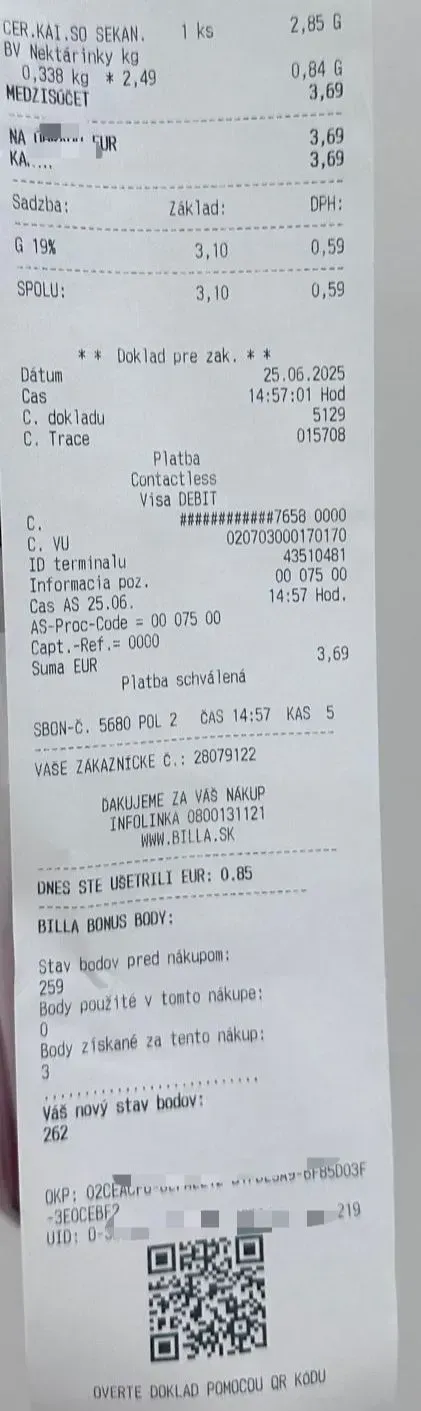 CER.KAJ.SO SEKAN. 1 ks 2,85 G
BV Nektárinky kg
0,338 kg * 2,49 0,84 G
MEDZISÚČET 3,69
NA EUR 3,69
KA.... 3,69
Sadzba: Základ: DPH:
G 19% 3,10 0,59
SPOLU: 3,10 0,59
* * Doklad pre zak. * *
Dátum 25.06.2025
Cas 14:57:01 Hod
C. dokladu 5129
C. Trace 015708
Platba
Contactless
Visa DEBIT
C. ############7658 0000
C. VU 020703000170170
ID terminalu 43510481
Informacia poz. 00 075 00
Cas AS 25.06. 14:57 Hod.
AS-Proc-Code = 00 075 00
Capt.-Ref.= 0000
Suma EUR 3,69
Platba schválená
SBON-Č. 5680 POL 2 ČAS 14:57 KAS 5
VAŠE ZÁKAZNÍCKE Č.: 28079122
ĎAKUJEME ZA VÁŠ NÁKUP
INFOLINKA 0800131121
WWW.BILLA.SK
DNES STE UŠETRILI EUR: 0.85
BILLA BONUS BODY:
Stav bodov pred nákupom:
259
Body použité v tomto nákupe:
0
Body získané za tento nákup:
3
Váš nový stav bodov:
262
OKP: -6F85D03F
-3E0CEBF2 219
UID: 0-
OVERTE DOKLAD POMOCOU QR KÓDU